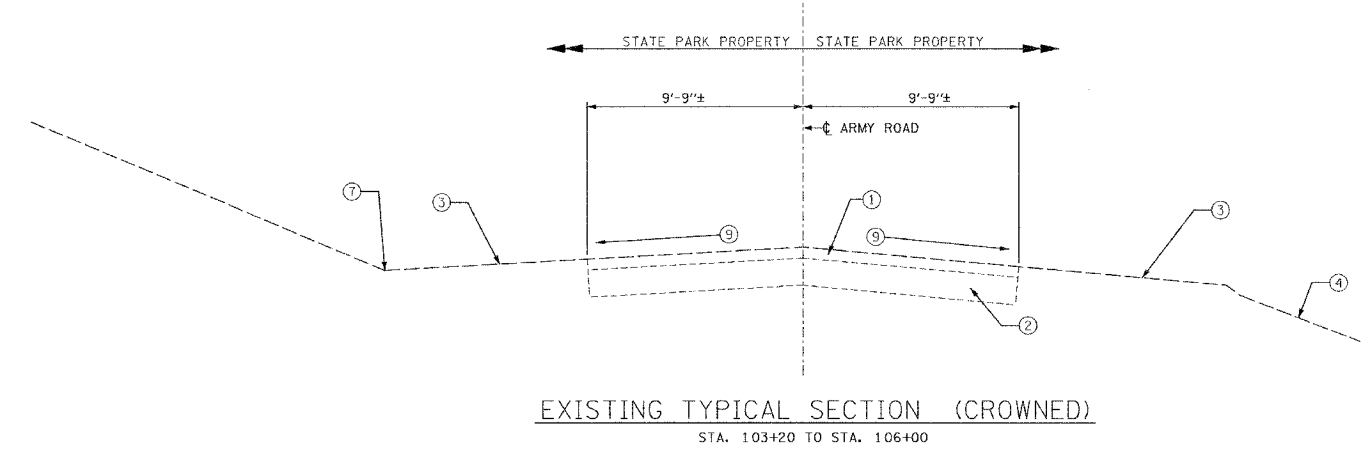 STATE PARK PROPERTY STATE PARK PROPERTY
9'-9"± 9'-9"±
℄ ARMY ROAD
7
3
1
3
9
9
4
2
EXISTING TYPICAL SECTION (CROWNED)
STA. 103+20 TO STA. 106+00